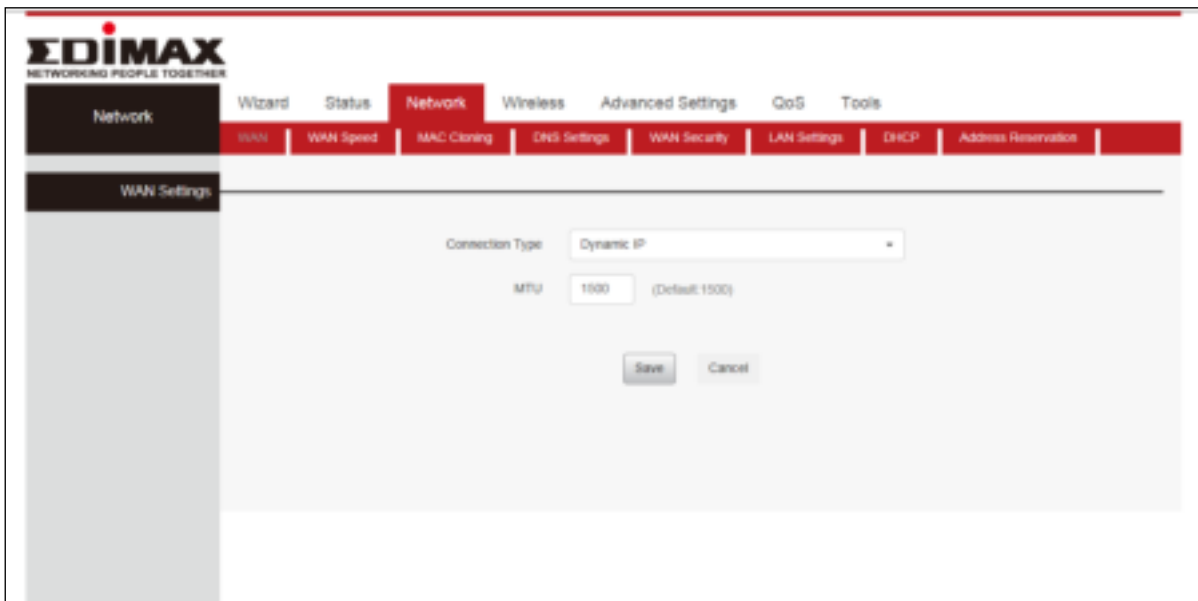 EDIMAX
NETWORKING PEOPLE TOGETHER
Network
Wizard Status Network Wireless Advanced Settings QoS Tools
WAN WAN Speed MAC Cloning DNS Settings WAN Security LAN Settings DHCP Address Reservation
WAN Settings
Connection Type Dynamic IP
MTU 1500 (Default:1500)
Save Cancel